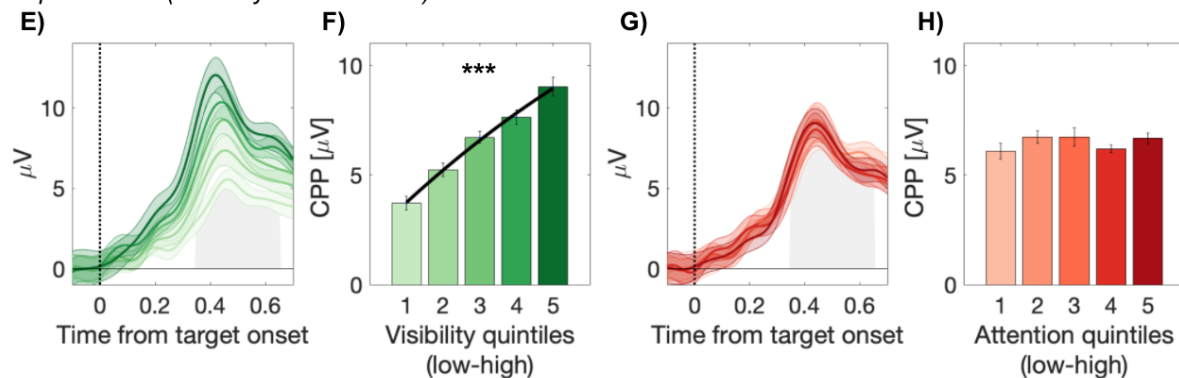 E)
F)
G)
H)
10
5
0
µV
0
0.2
0.4
0.6
Time from target onset
10
5
0
CPP [µV]
***
1 2 3 4 5
Visibility quintiles
(low-high)
10
5
0
µV
0
0.2
0.4
0.6
Time from target onset
10
5
0
CPP [µV]
1 2 3 4 5
Attention quintiles
(low-high)